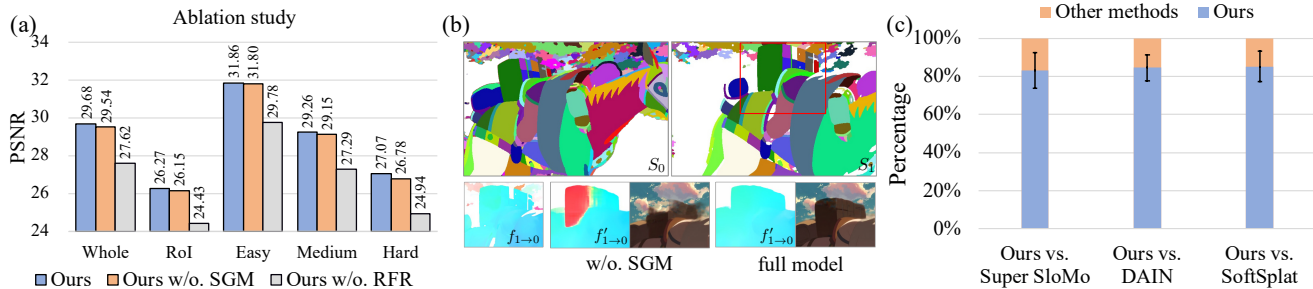 (a)
Ablation study
PSNR
34
32
30
28
26
24
29.68
29.54
27.62
26.27
26.15
24.43
31.86
31.80
29.78
29.26
29.15
27.29
27.07
26.78
24.94
Whole
RoI
Easy
Medium
Hard
Ours
Ours w/o. SGM
Ours w/o. RFR
(b)
S0
S1
f1→0
f′1→0
f′1→0
w/o. SGM
full model
(c)
Other methods
Ours
Percentage
100%
80%
60%
40%
20%
0%
Ours vs.
Super SloMo
Ours vs.
DAIN
Ours vs.
SoftSplat